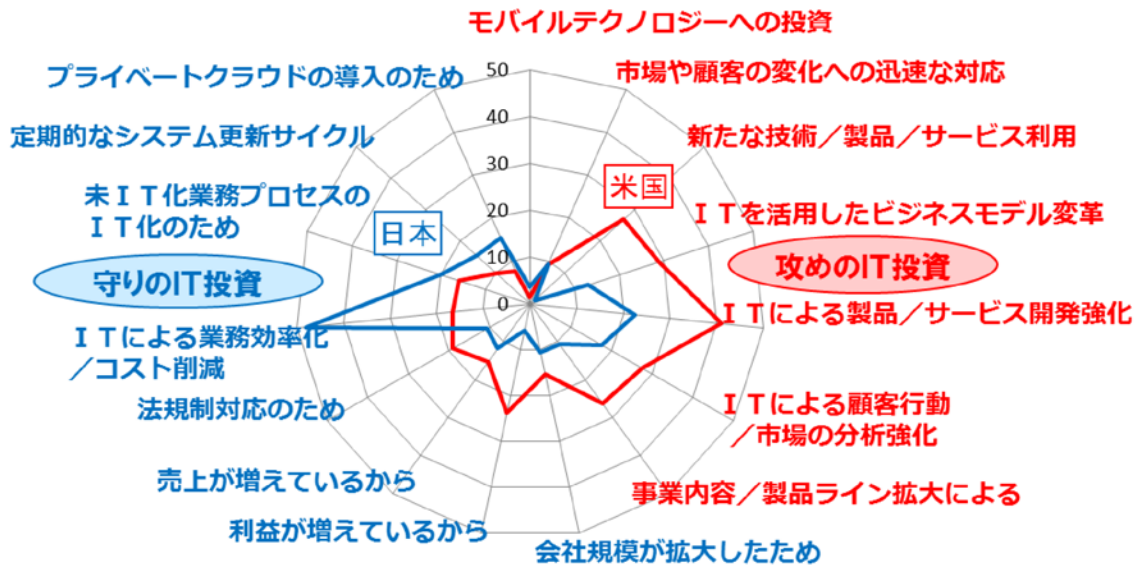 モバイルテクノロジーへの投資
プライベートクラウドの導入のため
50
市場や顧客の変化への迅速な対応
40
定期的なシステム更新サイクル
新たな技術／製品／サービス利用
30
未ＩＴ化業務プロセスの
ＩＴ化のため
米国
20
日本
ＩＴを活用したビジネスモデル変革
10
守りのIT投資
攻めのIT投資
0
ＩＴによる製品／サービス開発強化
ＩＴによる業務効率化
／コスト削減
法規制対応のため
ＩＴによる顧客行動
／市場の分析強化
売上が増えているから
事業内容／製品ライン拡大による
利益が増えているから
会社規模が拡大したため